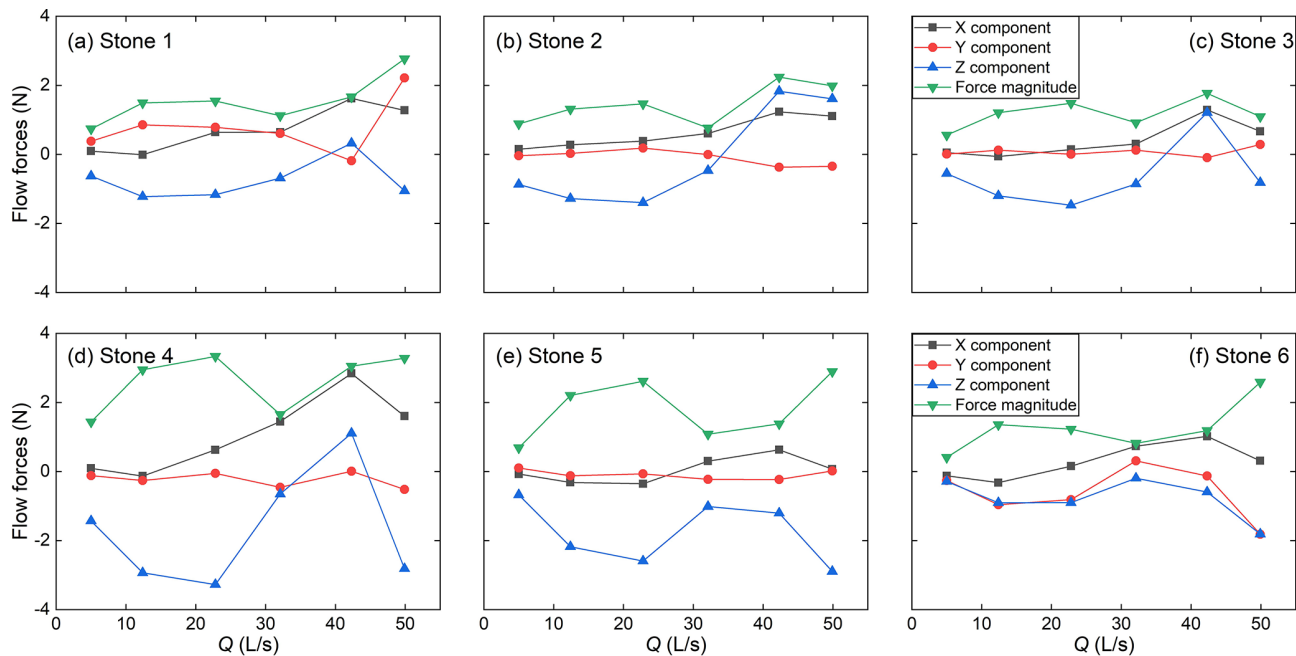 Flow forces (N)
4
2
0
-2
-4
(a) Stone 1
(b) Stone 2
X component
Y component
Z component
Force magnitude
(c) Stone 3
Flow forces (N)
4
2
0
-2
-4
(d) Stone 4
(e) Stone 5
X component
Y component
Z component
Force magnitude
(f) Stone 6
0 10 20 30 40 50
0 10 20 30 40 50
0 10 20 30 40 50
Q (L/s)
Q (L/s)
Q (L/s)